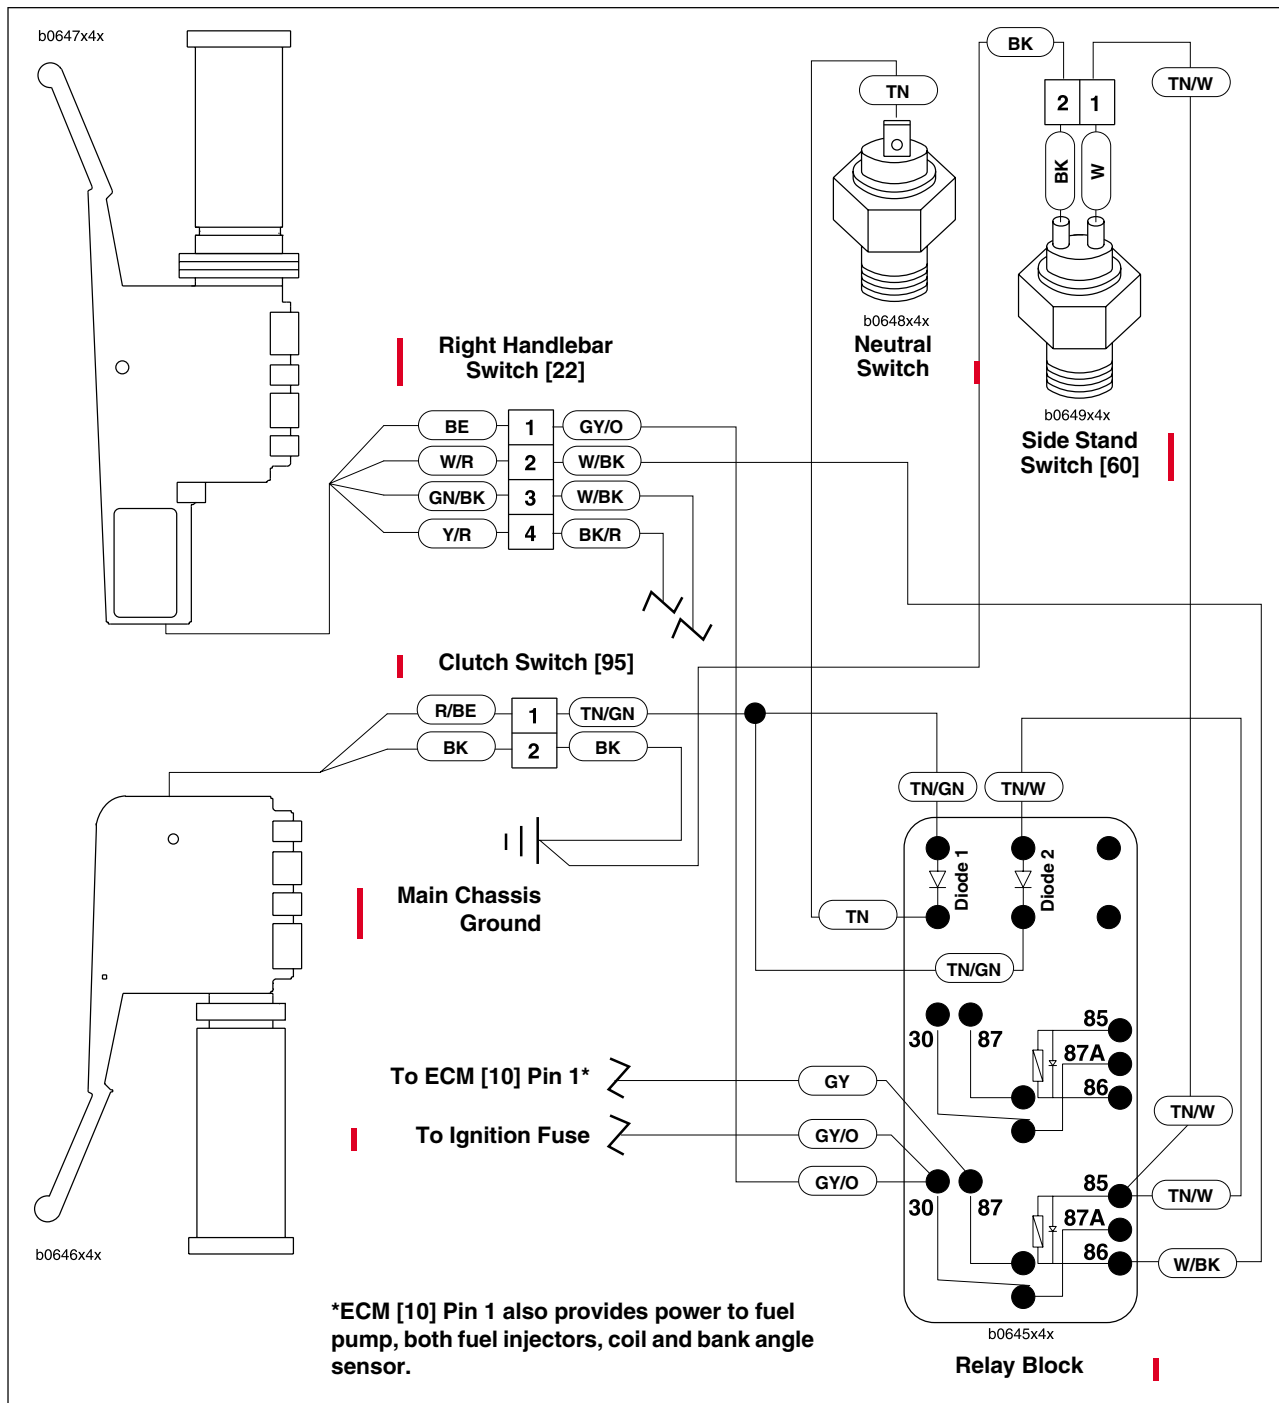 b0647x4x
BK
TN/W
TN
2 1
BK W
b0648x4x
Neutral
Switch
b0649x4x
Side Stand
Switch [60]
Right Handlebar
Switch [22]
BE 1 GY/O
W/R 2 W/BK
GN/BK 3 W/BK
Y/R 4 BK/R
Clutch Switch [95]
R/BE 1 TN/GN
BK 2 BK
TN/GN TN/W
Diode 1 Diode 2
Main Chassis
Ground
TN
TN/GN
30 87 85
87A
86
To ECM [10] Pin 1* GY
TN/W
To Ignition Fuse GY/O
GY/O
30 87 85 TN/W
87A
86 W/BK
b0646x4x
*ECM [10] Pin 1 also provides power to fuel
pump, both fuel injectors, coil and bank angle
sensor.
b0645x4x
Relay Block